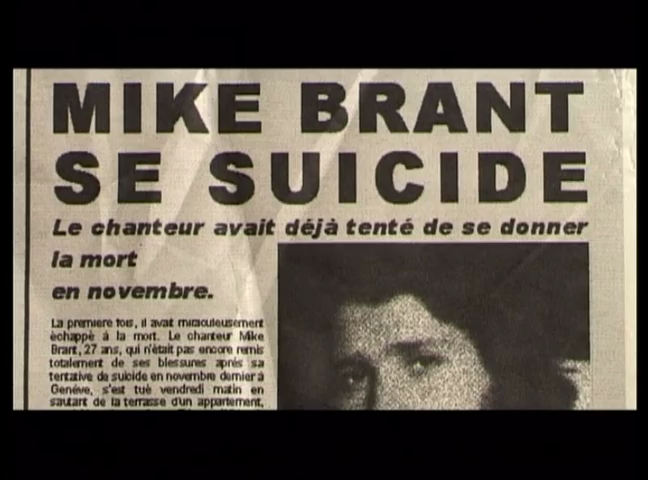 MIKE BRANT
SE SUICIDE
Le chanteur avait déjà tenté de se donner
la mort
en novembre.
La première fois, il avait miraculeusement
échappé à la mort. Le chanteur Mike
Brant, 27 ans, qui n'était pas encore remis
totalement de ses blessures après sa
tentative de suicide en novembre dernier à
Genève, s'est tué vendredi matin en
sautant de la terrasse d'un appartement,